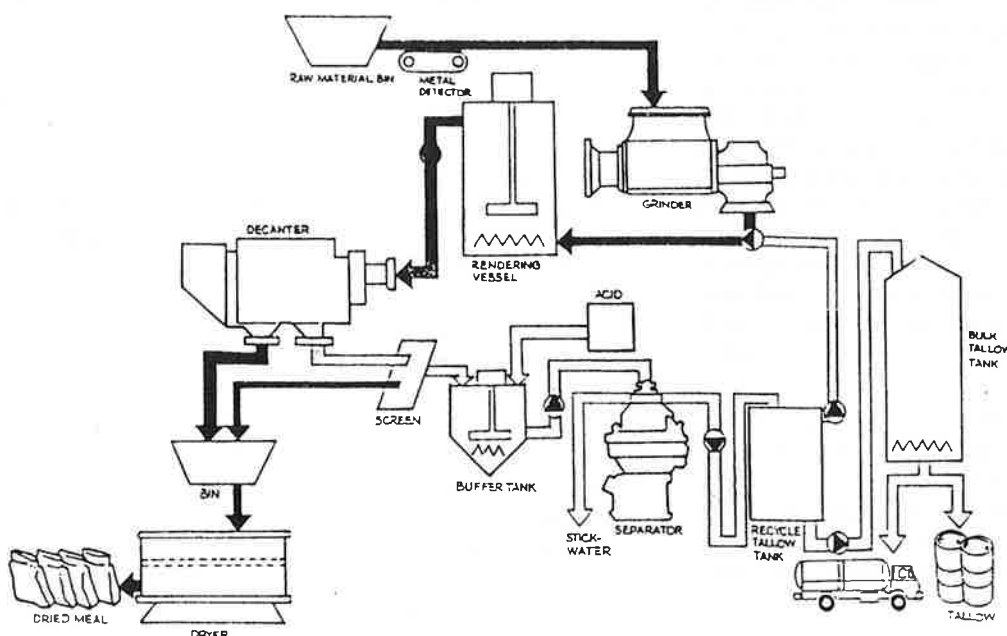 RAW MATERIAL BIN
METAL
DETECTOR
GRINDER
DECANTER
RENDERING
VESSEL
ACID
BULK
TALLOW
TANK
SCREEN
BUFFER TANK
BIN
STICK-
WATER
SEPARATOR
RECYCLE
TALLOW
TANK
DRIED MEAL
DRYER
TALLOW